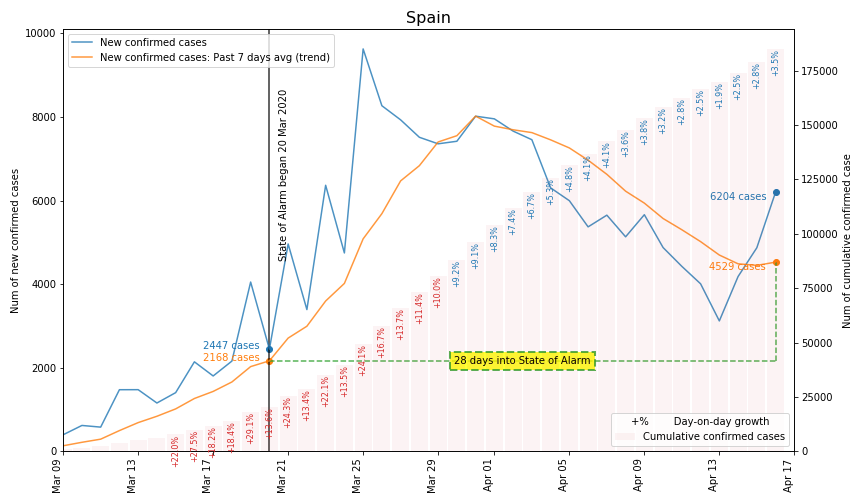 Spain
New confirmed cases
New confirmed cases: Past 7 days avg (trend)
Num of new confirmed cases
10000
8000
6000
4000
2000
0
Num of cumulative confirmed case
175000
150000
125000
100000
75000
50000
25000
0
State of Alarm began 20 Mar 2020
2447 cases
2168 cases
6204 cases
4529 cases
28 days into State of Alarm
+22.0%
+27.5%
+18.2%
+18.4%
+29.1%
+13.6%
+24.3%
+13.4%
+22.1%
+13.5%
+24.1%
+16.7%
+13.7%
+11.4%
+10.0%
+9.2%
+9.1%
+8.3%
+7.4%
+6.7%
+5.3%
+4.8%
+4.1%
+4.1%
+3.6%
+3.8%
+3.2%
+2.8%
+2.5%
+1.9%
+2.5%
+2.8%
+3.5%
+% Day-on-day growth
Cumulative confirmed cases
Mar 09
Mar 13
Mar 17
Mar 21
Mar 25
Mar 29
Apr 01
Apr 05
Apr 09
Apr 13
Apr 17